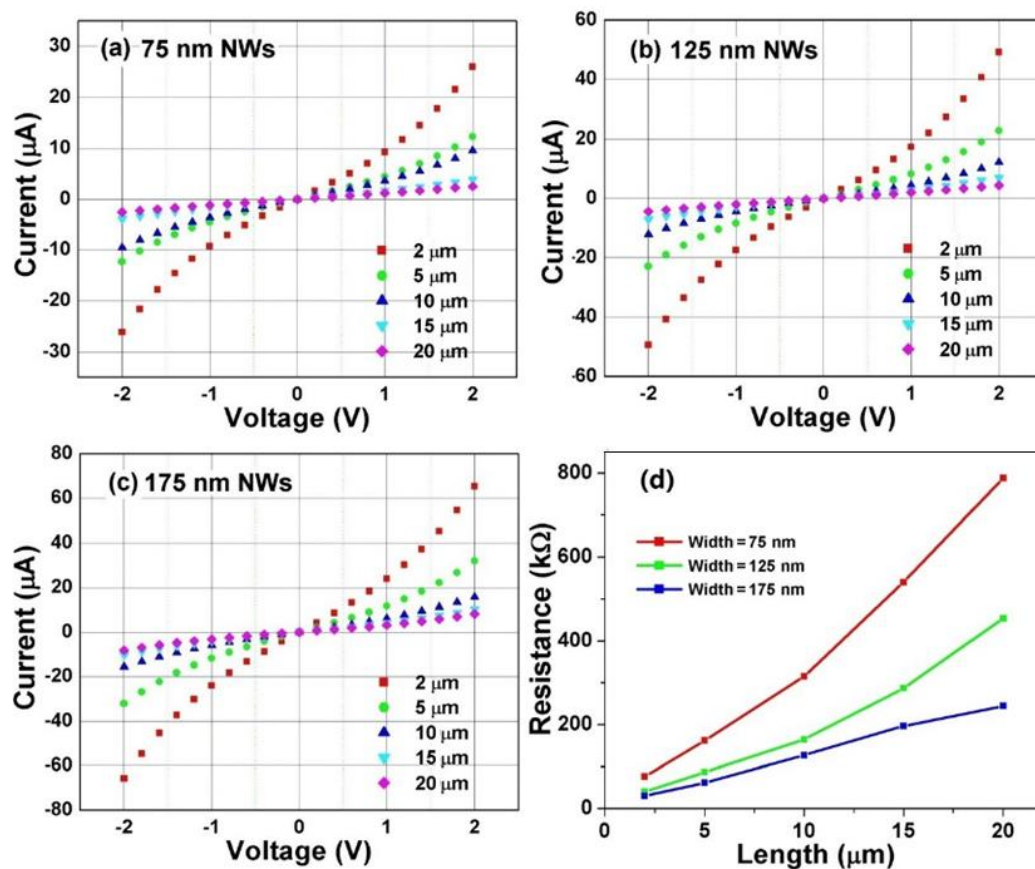 (a) 75 nm NWs
Current (μA)
30
20
10
0
-10
-20
-30
2 μm
5 μm
10 μm
15 μm
20 μm
-2 -1 0 1 2
Voltage (V)
(b) 125 nm NWs
Current (μA)
60
40
20
0
-20
-40
-60
2 μm
5 μm
10 μm
15 μm
20 μm
-2 -1 0 1 2
Voltage (V)
(c) 175 nm NWs
Current (μA)
80
60
40
20
0
-20
-40
-60
-80
2 μm
5 μm
10 μm
15 μm
20 μm
-2 -1 0 1 2
Voltage (V)
(d)
Resistance (kΩ)
800
600
400
200
0
Width = 75 nm
Width = 125 nm
Width = 175 nm
0 5 10 15 20
Length (μm)